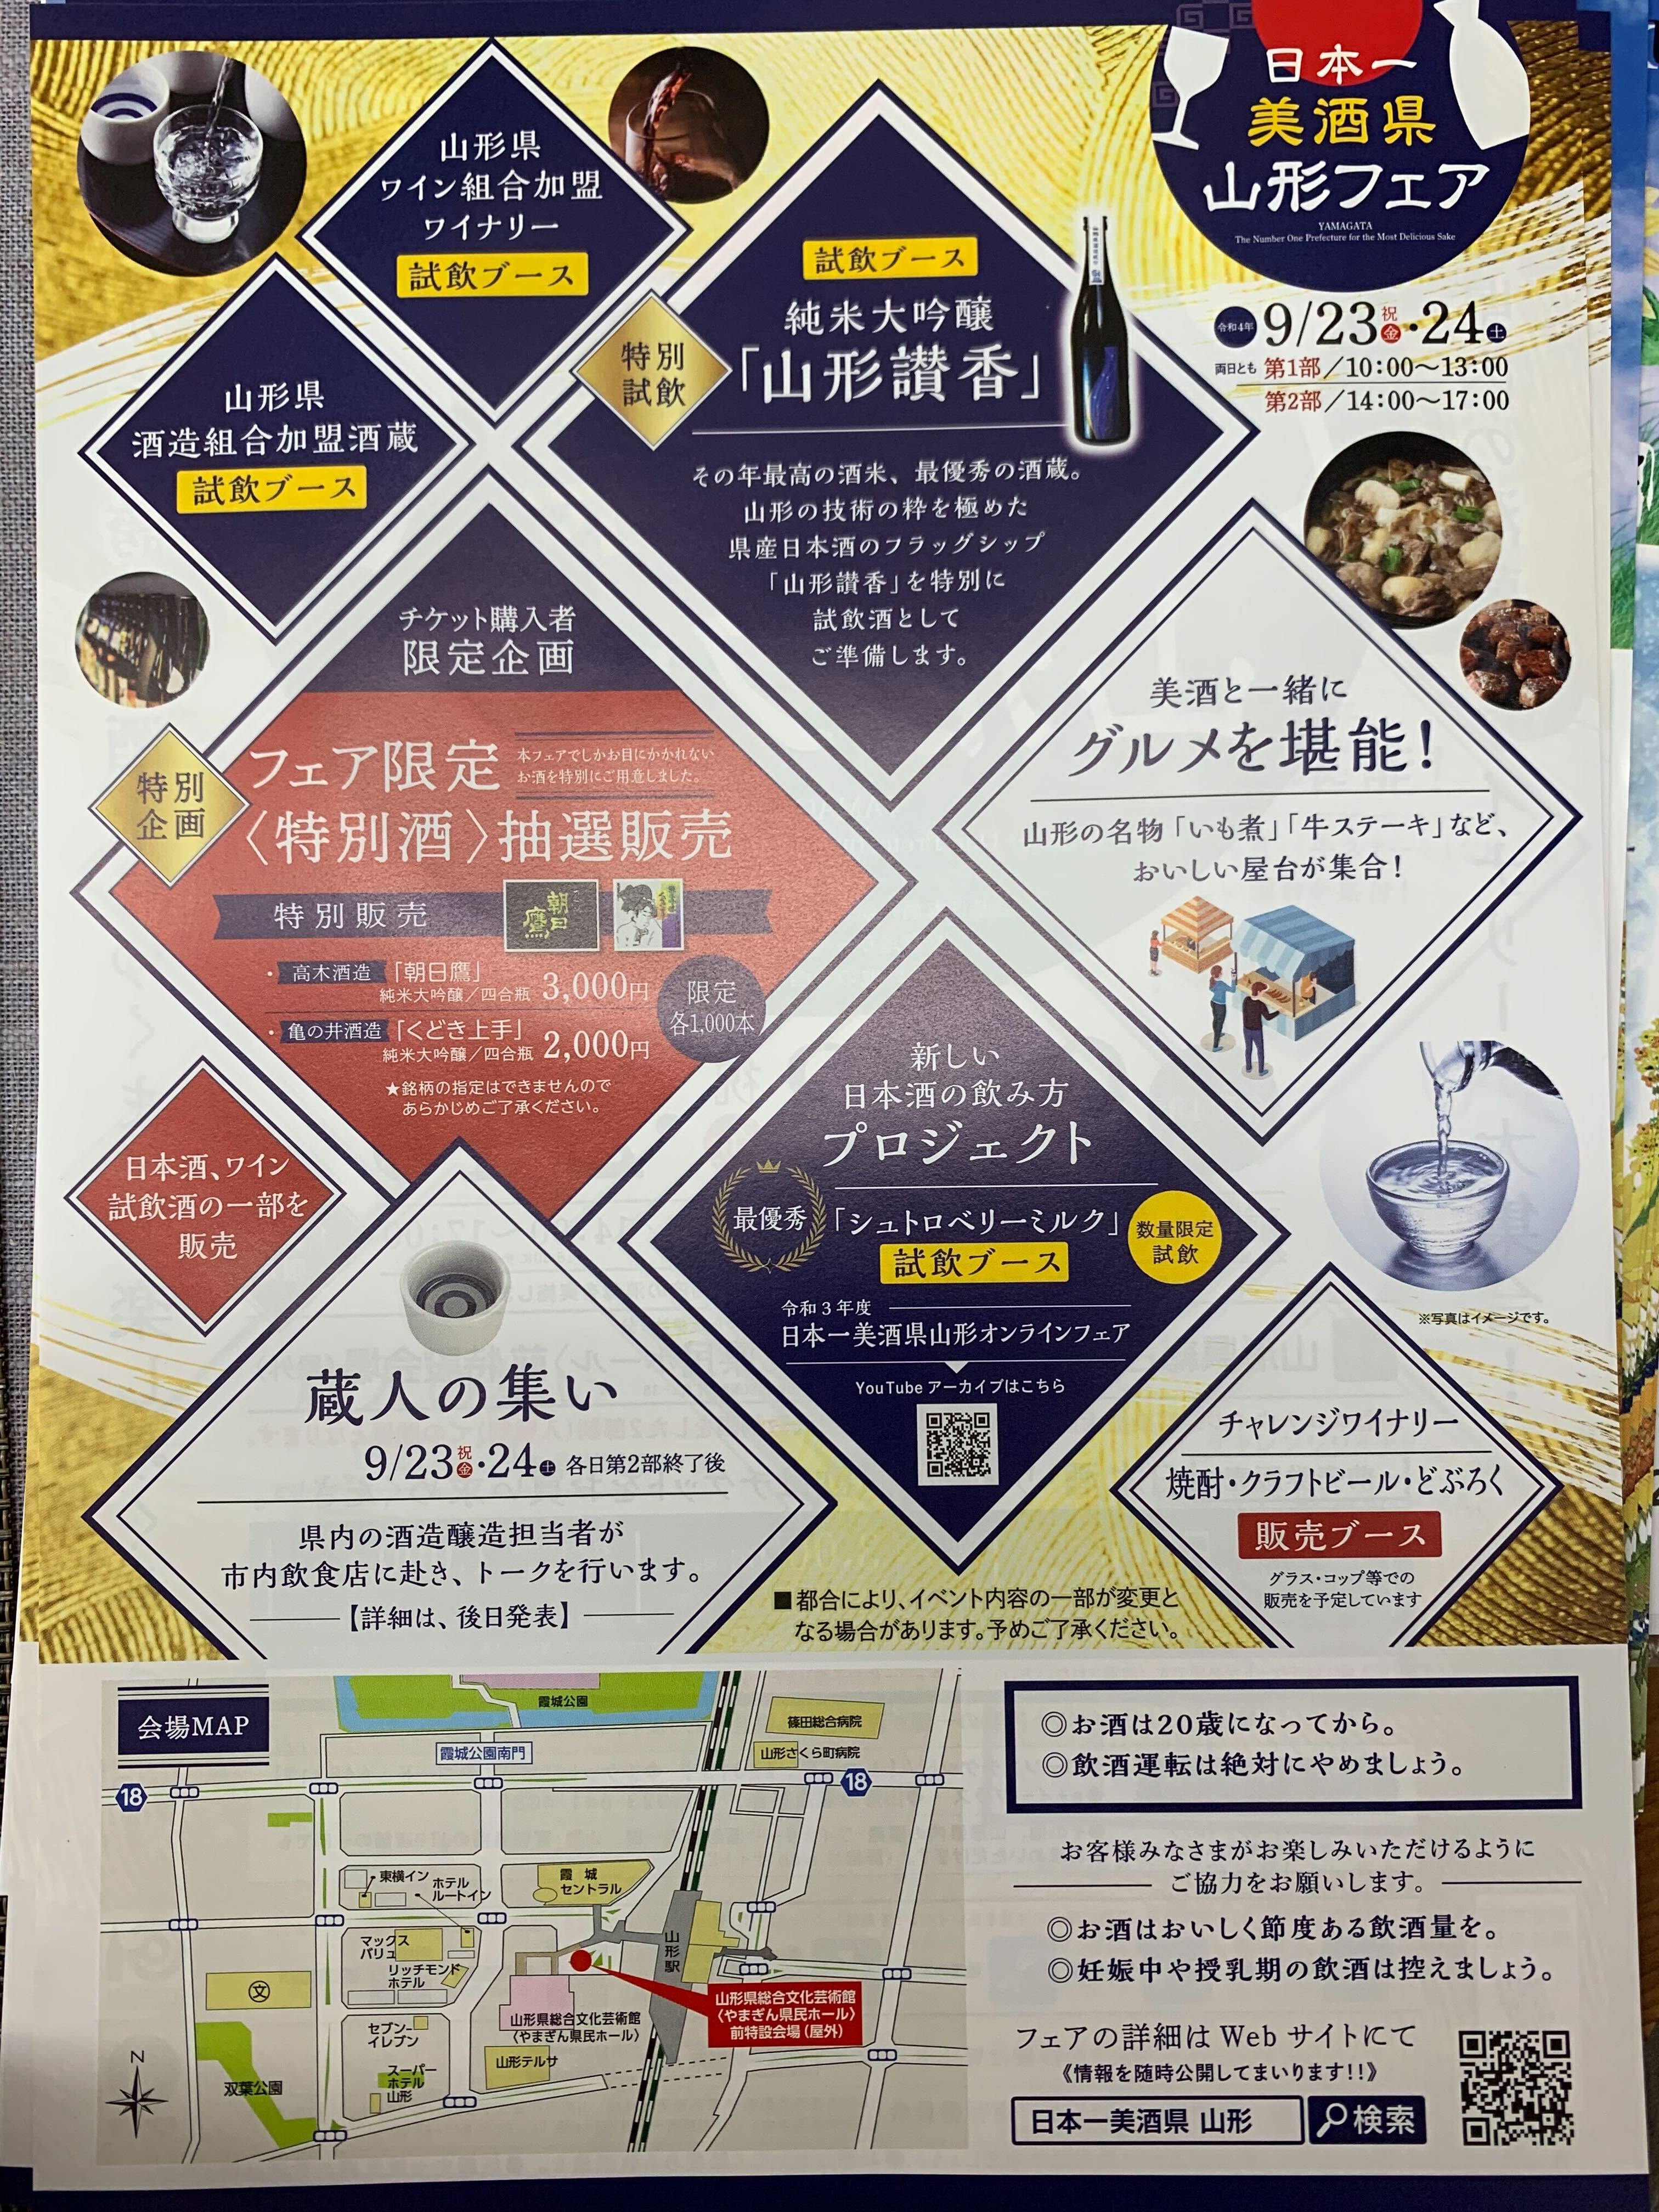 日本一
美酒県
山形フェア
YAMAGATA
The Number One Prefecture for the Most Delicious Sake
令和4年 9/23祝金・24土
両日とも 第1部／10：00〜13：00
第2部／14：00〜17：00
山形県
ワイン組合加盟
ワイナリー
試飲ブース
山形県
酒造組合加盟酒蔵
試飲ブース
試飲ブース
特別
試飲
純米大吟醸
「山形讃香」
その年最高の酒米、最優秀の酒蔵。
山形の技術の粋を極めた
県産日本酒のフラッグシップ
「山形讃香」を特別に
試飲酒として
ご準備します。
チケット購入者
限定企画
特別
企画
フェア限定
本フェアでしかお目にかかれない
お酒を特別にご用意しました。
〈特別酒〉抽選販売
特別販売
朝日鷹
・高木酒造「朝日鷹」
純米大吟醸／四合瓶 3,000円
・亀の井酒造「くどき上手」
純米大吟醸／四合瓶 2,000円
限定
各1,000本
★銘柄の指定はできませんので
あらかじめご了承ください。
美酒と一緒に
グルメを堪能！
山形の名物「いも煮」「牛ステーキ」など、
おいしい屋台が集合！
日本酒、ワイン
試飲酒の一部を
販売
新しい
日本酒の飲み方
プロジェクト
最優秀
「シュトロベリーミルク」
試飲ブース
数量限定
試飲
令和3年度
日本一美酒県山形オンラインフェア
YouTubeアーカイブはこちら
※写真はイメージです。
蔵人の集い
9/23祝金・24土 各日第2部終了後
県内の酒造醸造担当者が
市内飲食店に赴き、トークを行います。
【詳細は、後日発表】
チャレンジワイナリー
焼酎・クラフトビール・どぶろく
販売ブース
グラス・コップ等での
販売を予定しています
■都合により、イベント内容の一部が変更と
なる場合があります。予めご了承ください。
会場MAP
霞城公園
霞城公園南門
篠田総合病院
山形さくら町病院
18
18
東横イン
ホテル
ルートイン
霞城
セントラル
マックス
バリュ
リッチモンド
ホテル
山形駅
文
山形県総合文化芸術館
〈やまぎん県民ホール〉
山形県総合文化芸術館
〈やまぎん県民ホール〉
前特設会場（屋外）
セブン-
イレブン
山形テルサ
スーパー
ホテル
山形
双葉公園
N
◎お酒は20歳になってから。
◎飲酒運転は絶対にやめましょう。
お客様みなさまがお楽しみいただけるように
ご協力をお願いします。
◎お酒はおいしく節度ある飲酒量を。
◎妊娠中や授乳期の飲酒は控えましょう。
フェアの詳細はWebサイトにて
《情報を随時公開してまいります！！》
日本一美酒県 山形 検索